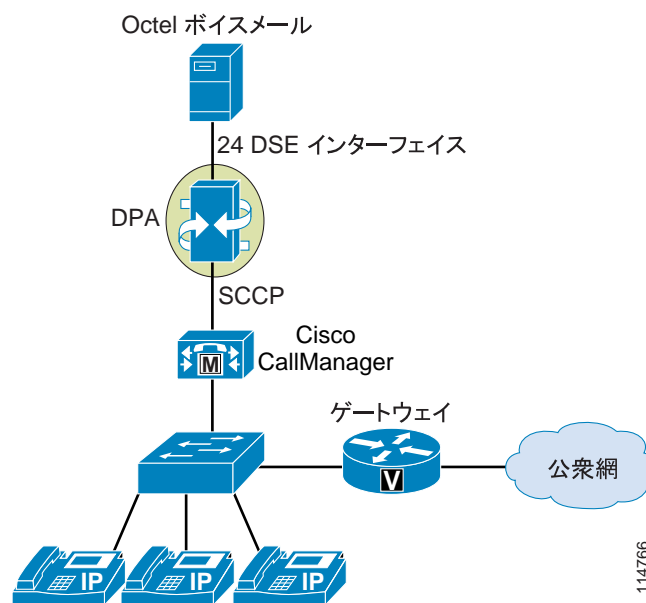 Octel ボイスメール
24 DSE インターフェイス
DPA
SCCP
Cisco
CallManager
M
ゲートウェイ
V
公衆網
IP
IP
IP
114766